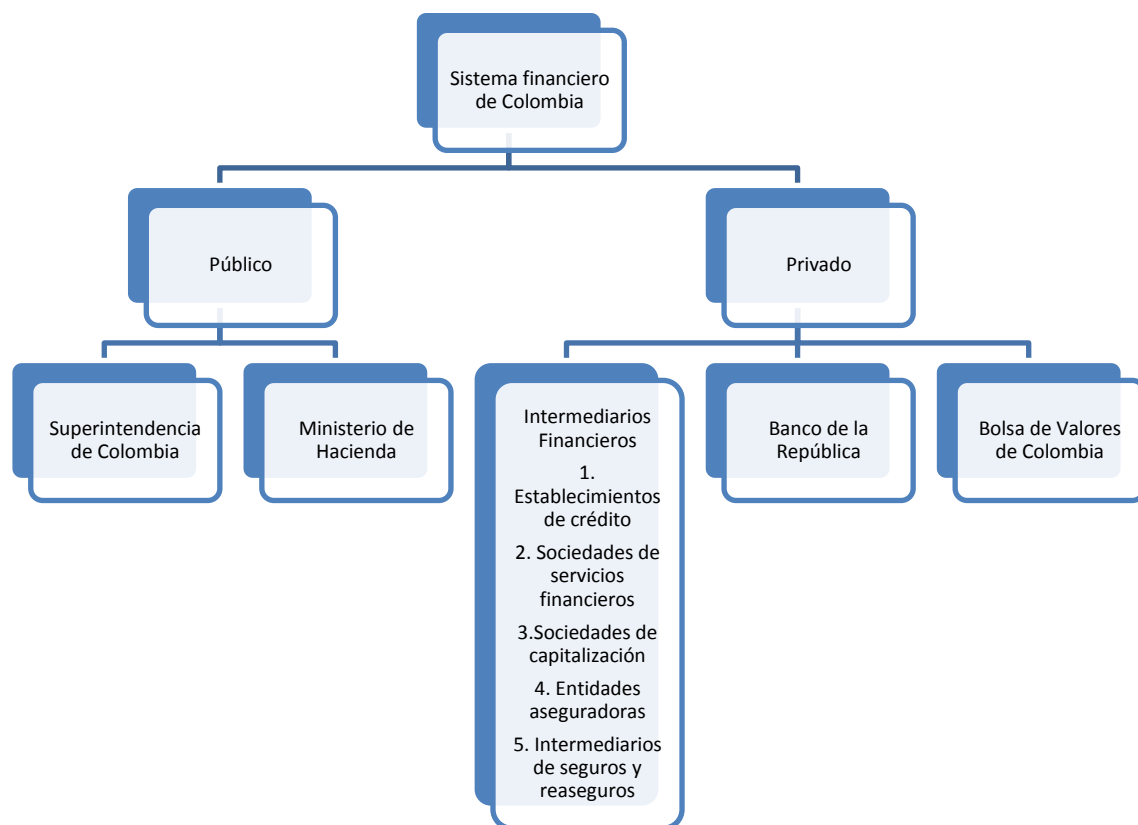 Sistema financiero
de Colombia
Público
Privado
Superintendencia
de Colombia
Ministerio de
Hacienda
Intermediarios
Financieros
1.
Establecimientos
de crédito
2. Sociedades de
servicios
financieros
3.Sociedades de
capitalización
4. Entidades
aseguradoras
5. Intermediarios
de seguros y
reaseguros
Banco de la
República
Bolsa de Valores
de Colombia